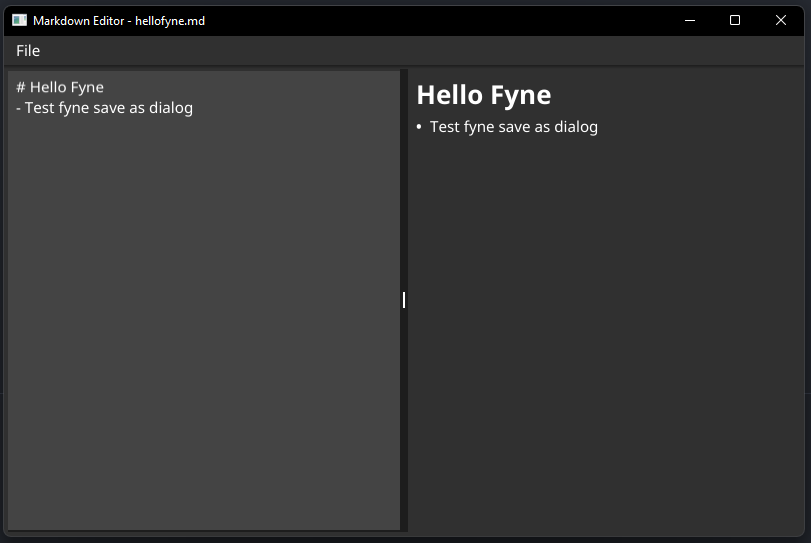 Markdown Editor - hellofyne.md
File
# Hello Fyne
- Test fyne save as dialog
Hello Fyne
• Test fyne save as dialog